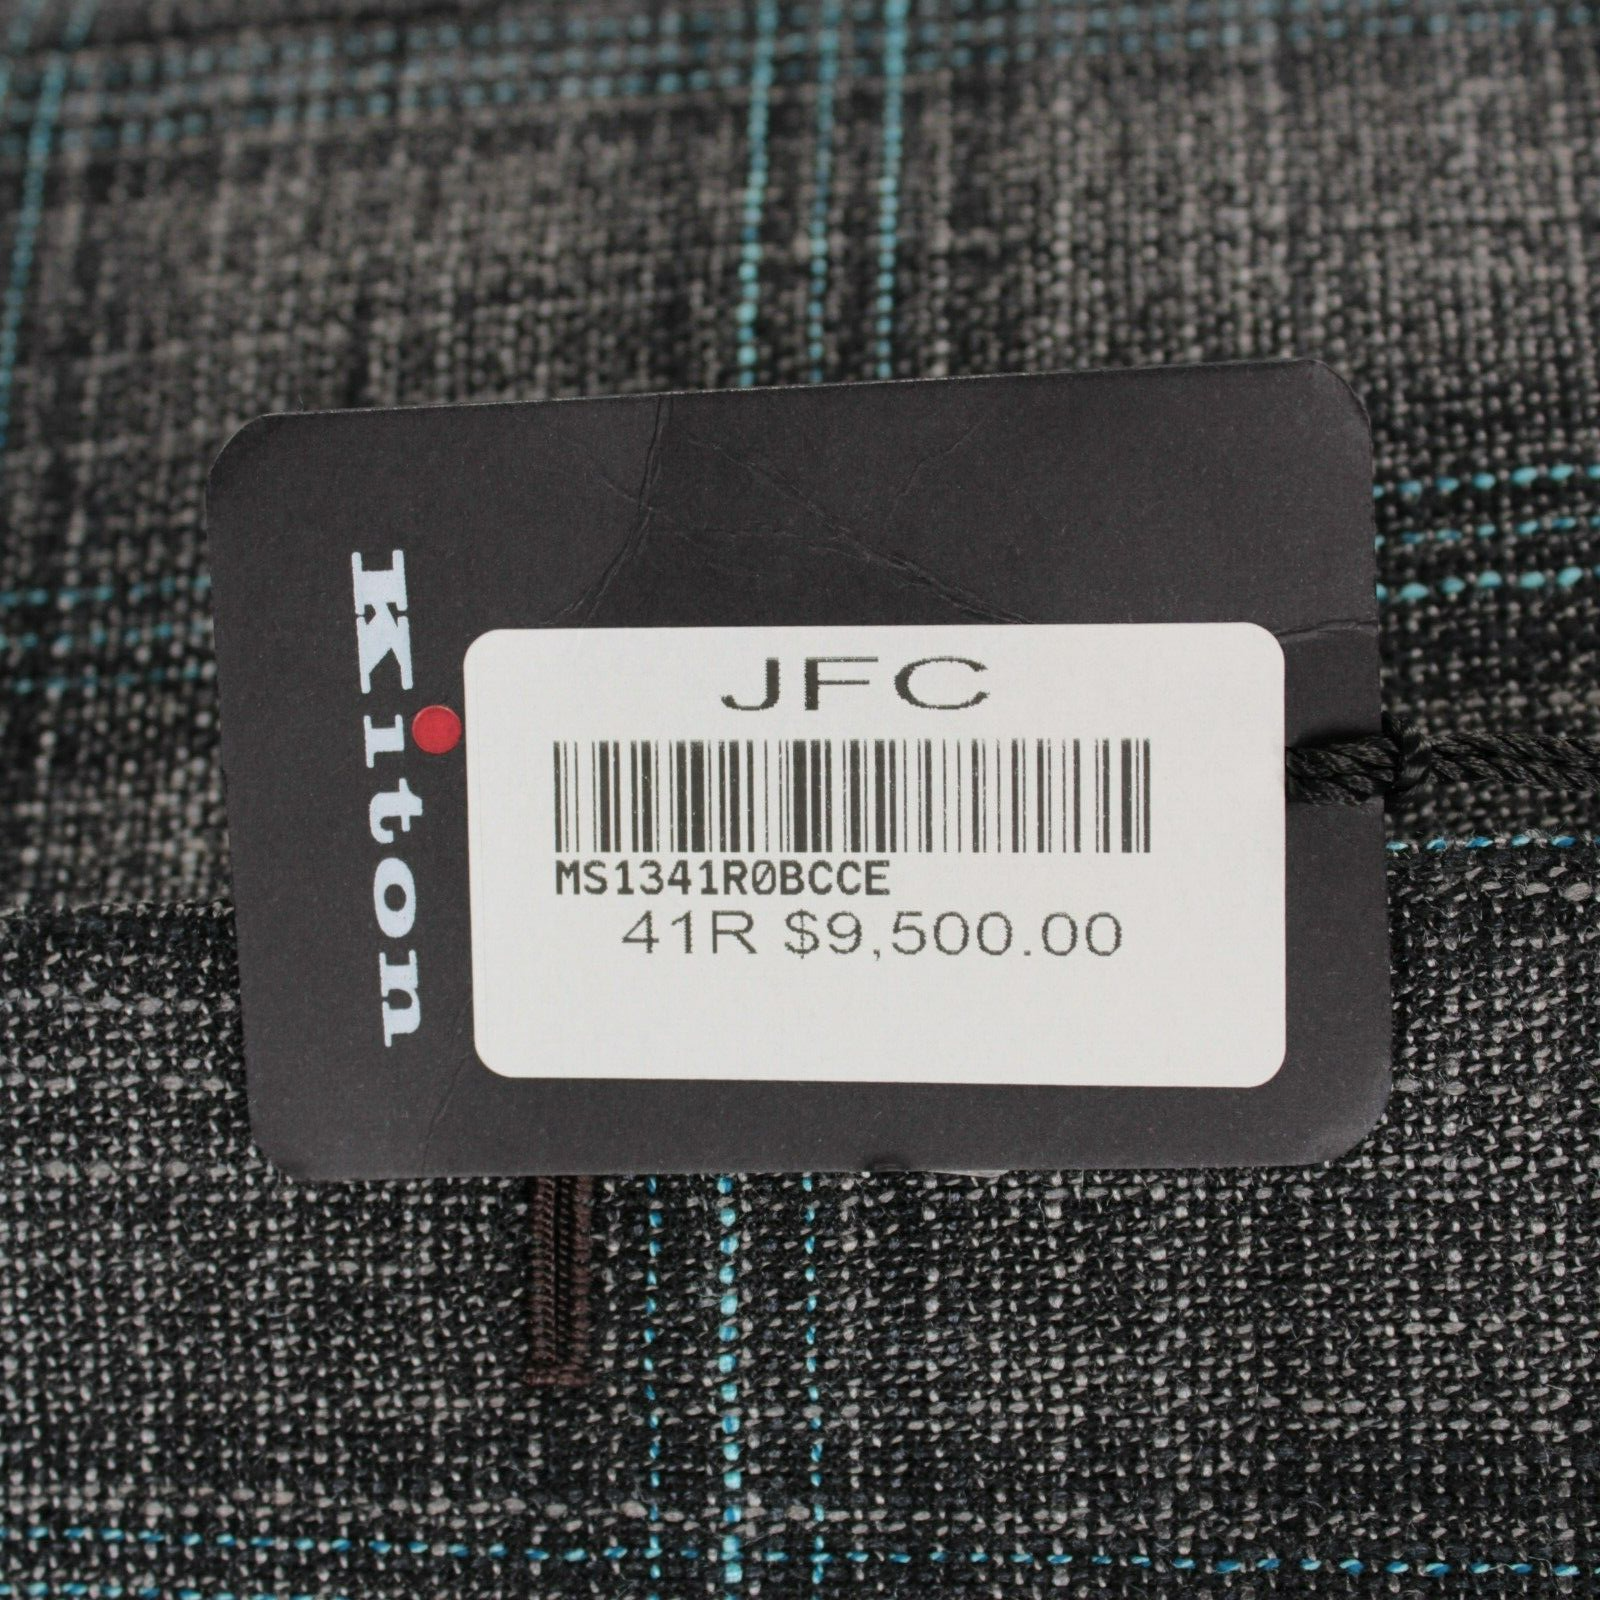 Kiton
JFC
MS1341R0BCCE
41R $9,500.00